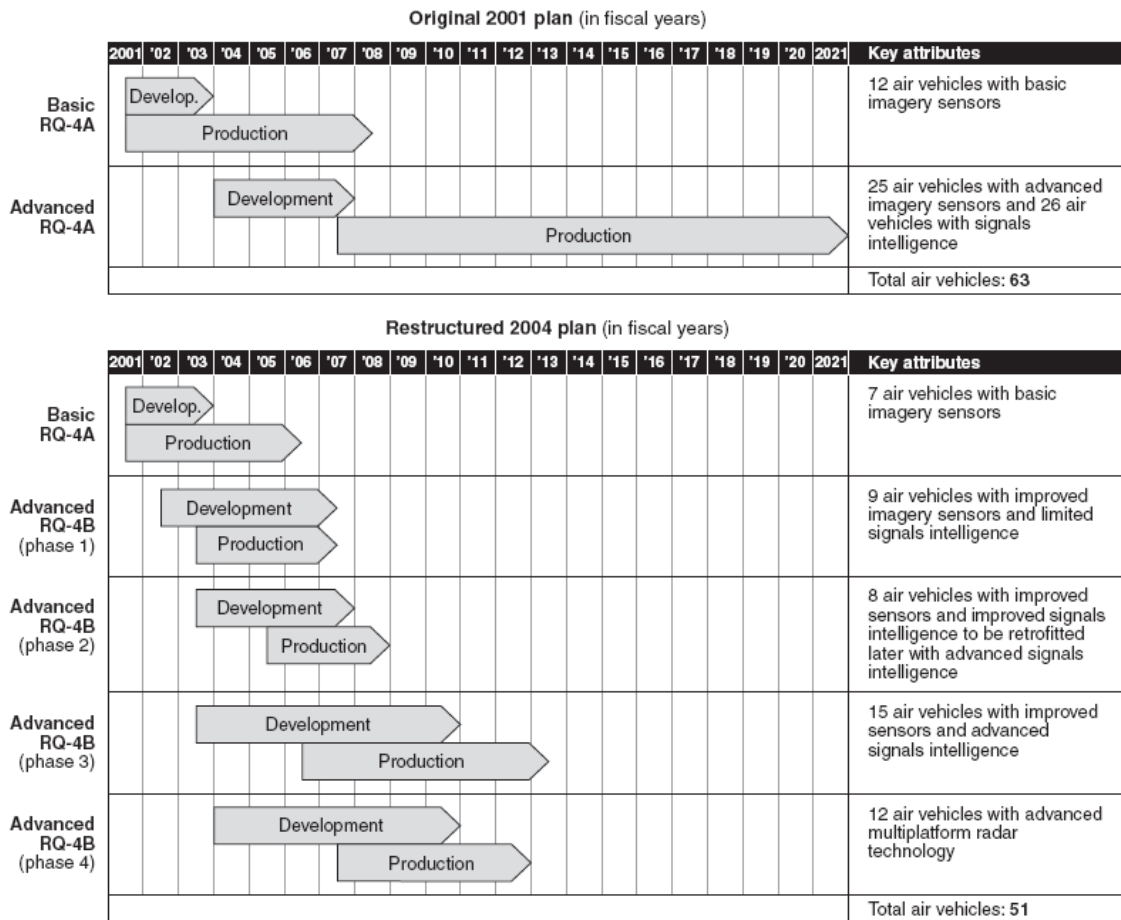 Original 2001 plan (in fiscal years)
2001 '02 '03 '04 '05 '06 '07 '08 '09 '10 '11 '12 '13 '14 '15 '16 '17 '18 '19 '20 2021 Key attributes
Basic
RQ-4A
Develop.
Production
12 air vehicles with basic
imagery sensors
Advanced
RQ-4A
Development
Production
25 air vehicles with advanced
imagery sensors and 26 air
vehicles with signals
intelligence
Total air vehicles: 63
Restructured 2004 plan (in fiscal years)
2001 '02 '03 '04 '05 '06 '07 '08 '09 '10 '11 '12 '13 '14 '15 '16 '17 '18 '19 '20 2021 Key attributes
Basic
RQ-4A
Develop.
Production
7 air vehicles with basic
imagery sensors
Advanced
RQ-4B
(phase 1)
Development
Production
9 air vehicles with improved
imagery sensors and limited
signals intelligence
Advanced
RQ-4B
(phase 2)
Development
Production
8 air vehicles with improved
sensors and improved signals
intelligence to be retrofitted
later with advanced signals
intelligence
Advanced
RQ-4B
(phase 3)
Development
Production
15 air vehicles with improved
sensors and advanced
signals intelligence
Advanced
RQ-4B
(phase 4)
Development
Production
12 air vehicles with advanced
multiplatform radar
technology
Total air vehicles: 51